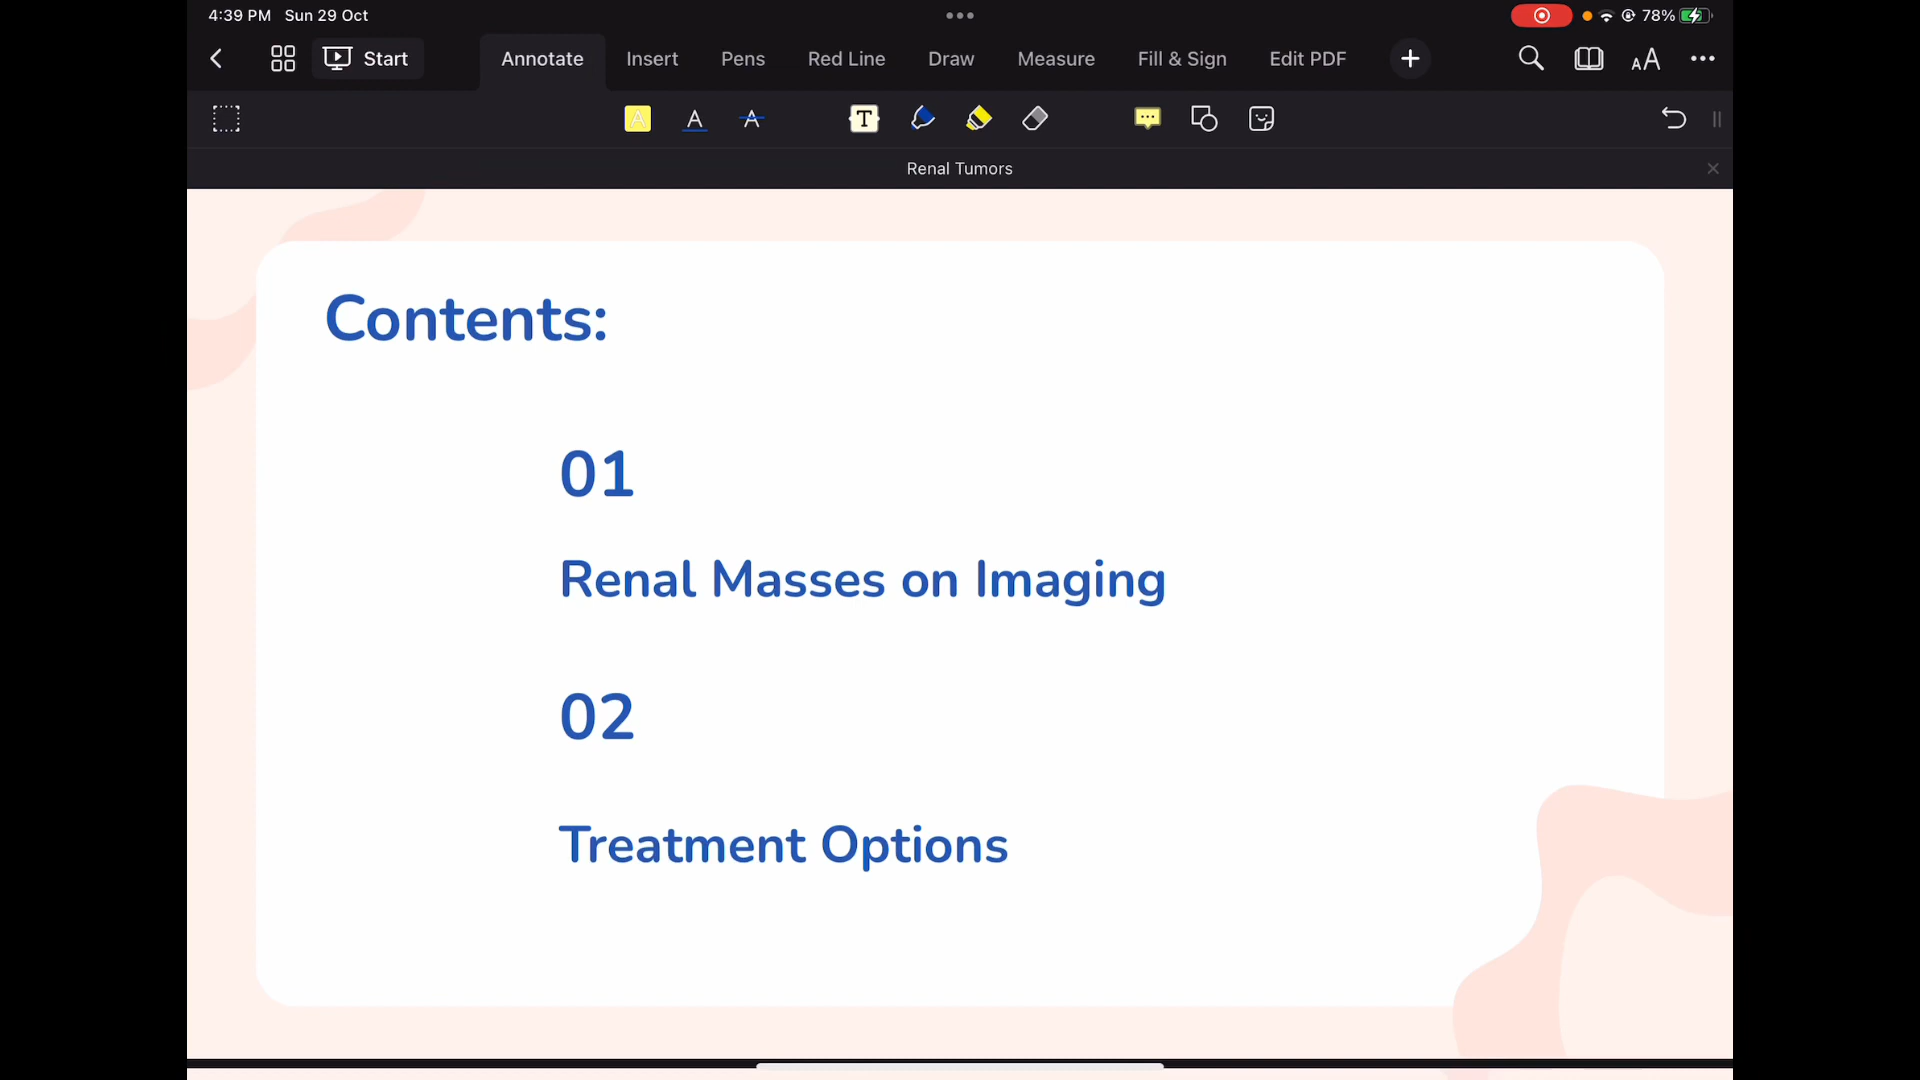 4:39 PM Sun 29 Oct
78%
Start
Annotate Insert Pens Red Line Draw Measure Fill & Sign Edit PDF
AA
A A A T
Renal Tumors
Contents:
01
Renal Masses on Imaging
02
Treatment Options